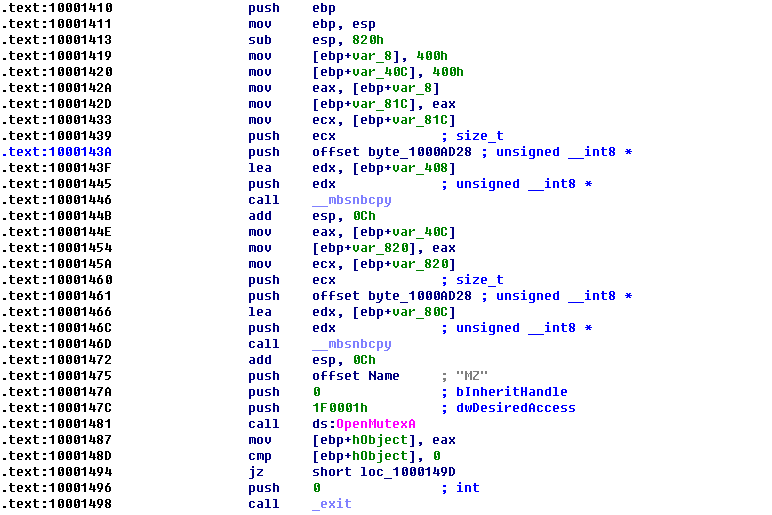 .text:10001410 push ebp
.text:10001411 mov ebp, esp
.text:10001413 sub esp, 820h
.text:10001419 mov [ebp+var_8], 400h
.text:10001420 mov [ebp+var_40C], 400h
.text:1000142A mov eax, [ebp+var_8]
.text:1000142D mov [ebp+var_81C], eax
.text:10001433 mov ecx, [ebp+var_81C]
.text:10001439 push ecx ; size_t
.text:1000143A push offset byte_1000AD28 ; unsigned __int8 *
.text:1000143F lea edx, [ebp+var_408]
.text:10001445 push edx ; unsigned __int8 *
.text:10001446 call __mbsnbcpy
.text:1000144B add esp, 0Ch
.text:1000144E mov eax, [ebp+var_40C]
.text:10001454 mov [ebp+var_820], eax
.text:1000145A mov ecx, [ebp+var_820]
.text:10001460 push ecx ; size_t
.text:10001461 push offset byte_1000AD28 ; unsigned __int8 *
.text:10001466 lea edx, [ebp+var_80C]
.text:1000146C push edx ; unsigned __int8 *
.text:1000146D call __mbsnbcpy
.text:10001472 add esp, 0Ch
.text:10001475 push offset Name ; "MZ"
.text:1000147A push 0 ; bInheritHandle
.text:1000147C push 1F0001h ; dwDesiredAccess
.text:10001481 call ds:OpenMutexA
.text:10001487 mov [ebp+hObject], eax
.text:1000148D cmp [ebp+hObject], 0
.text:10001494 jz short loc_1000149D
.text:10001496 push 0 ; int
.text:10001498 call _exit